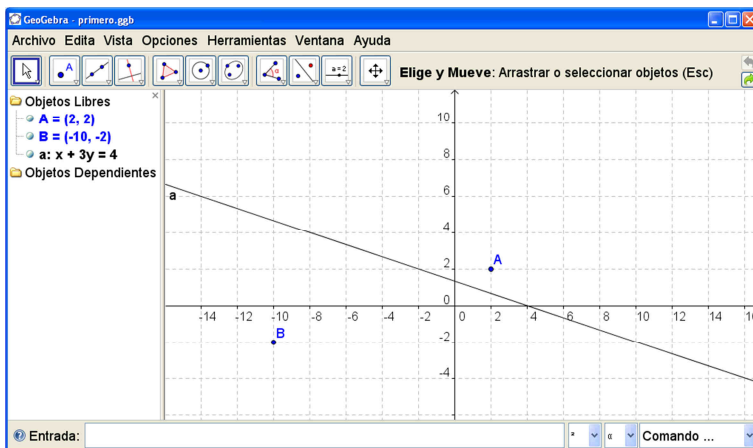 GeoGebra - primero.ggb
Archivo Edita Vista Opciones Herramientas Ventana Ayuda
A α a=2 Elige y Mueve: Arrastrar o seleccionar objetos (Esc)
Objetos Libres
A = (2, 2)
B = (-10, -2)
a: x + 3y = 4
Objetos Dependientes
10
8
6
a
4
A
2
0
-14 -12 -10 -8 -6 -4 -2 0 2 4 6 8 10 12 14 16
B
-2
-4
Entrada: ² α Comando ...